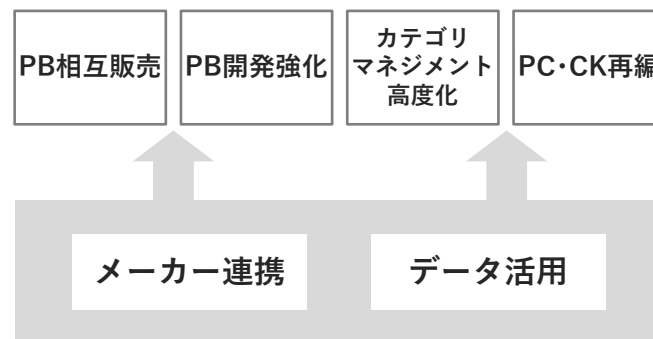 PB相互販売
PB開発強化
カテゴリ
マネジメント
高度化
PC・CK再編
メーカー連携
データ活用